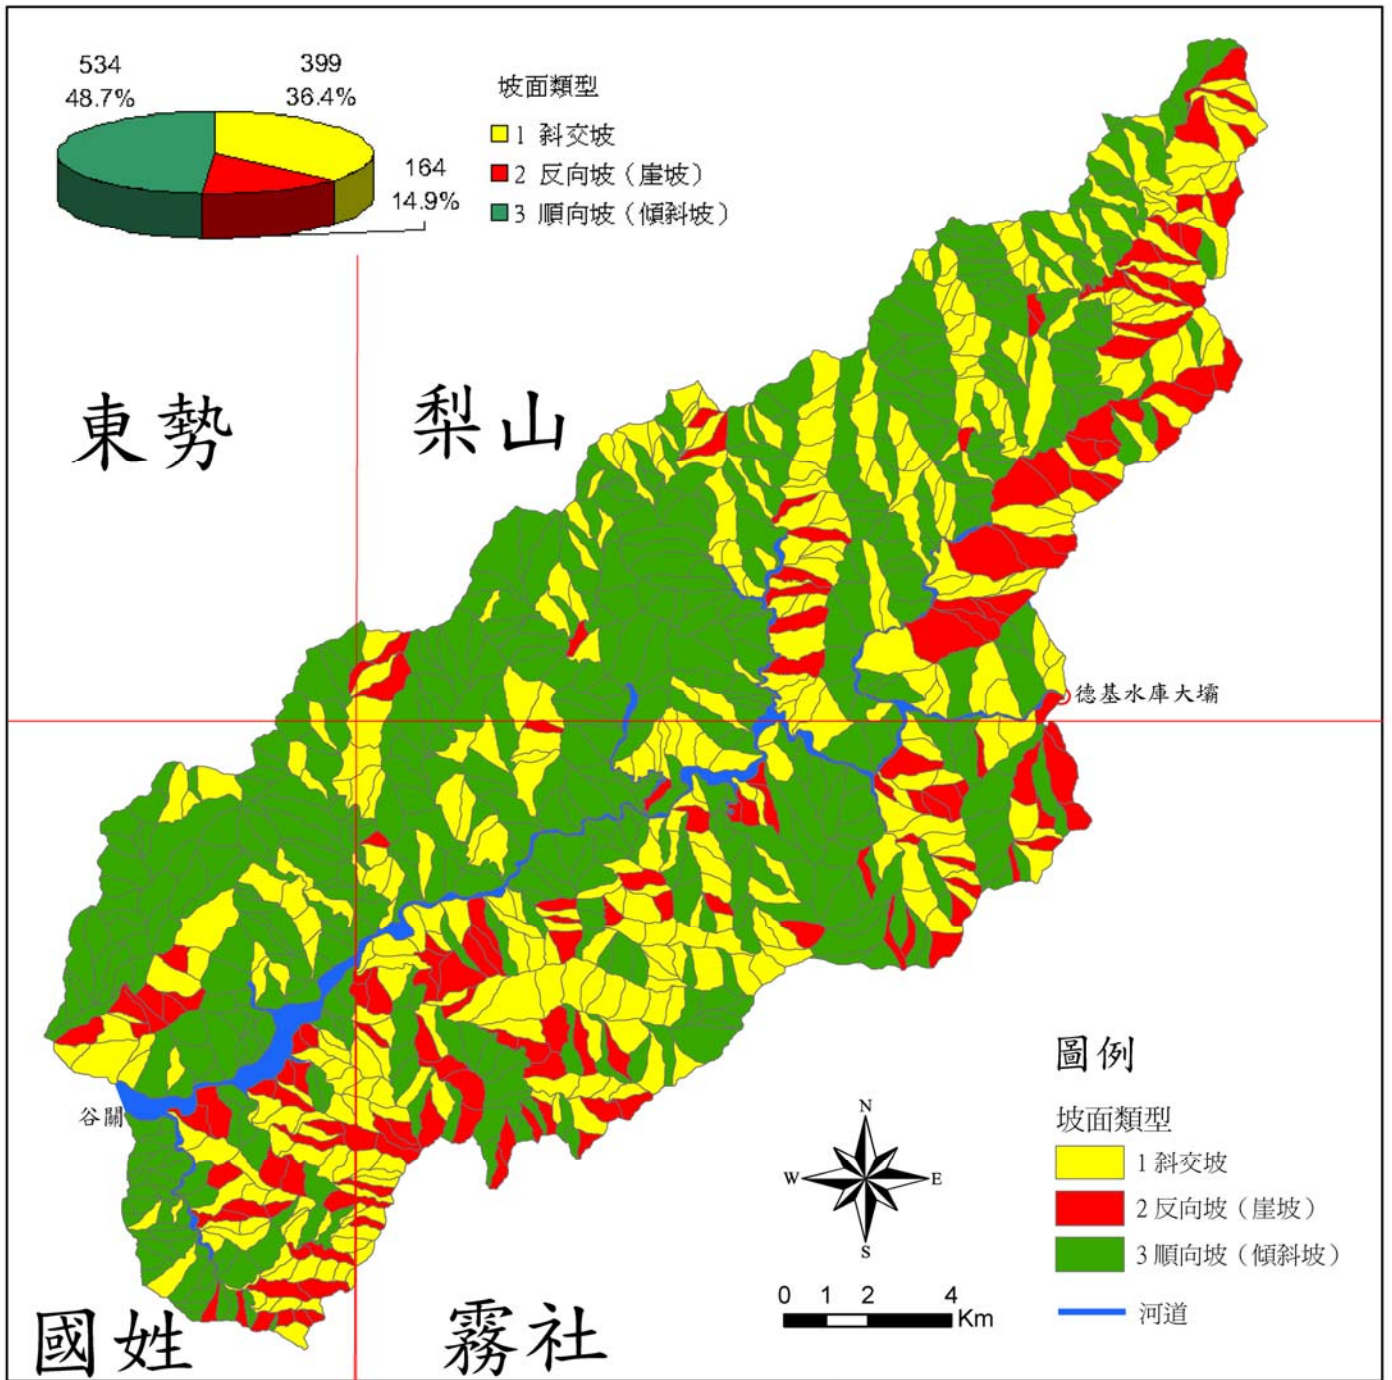 534
48.7%
399
36.4%
164
14.9%
坡面類型
1 斜交坡
2 反向坡（崖坡）
3 順向坡（傾斜坡）
東勢
梨山
德基水庫大壩
谷關
國姓
霧社
N
W
E
S
0 1 2 4
Km
圖例
坡面類型
1 斜交坡
2 反向坡（崖坡）
3 順向坡（傾斜坡）
河道